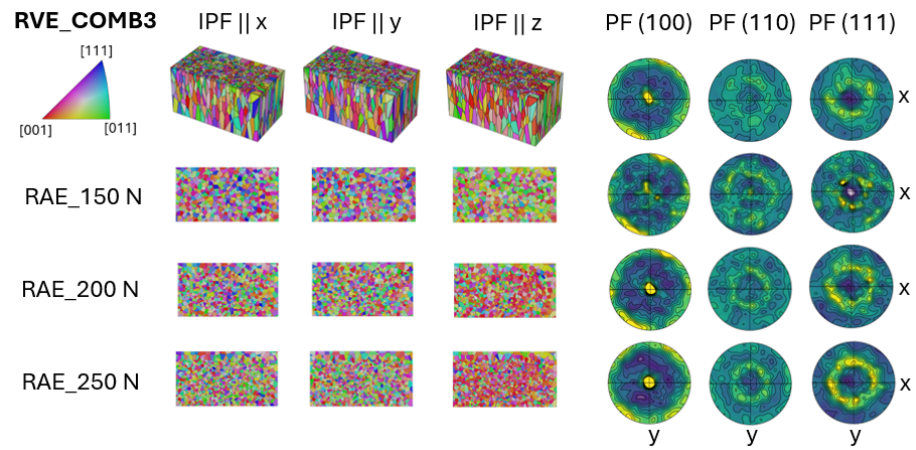 RVE_COMB3 IPF || x IPF || y IPF || z PF (100) PF (110) PF (111)
[111]
[001] [011]
x
RAE_150 N x
RAE_200 N x
RAE_250 N x
y y y